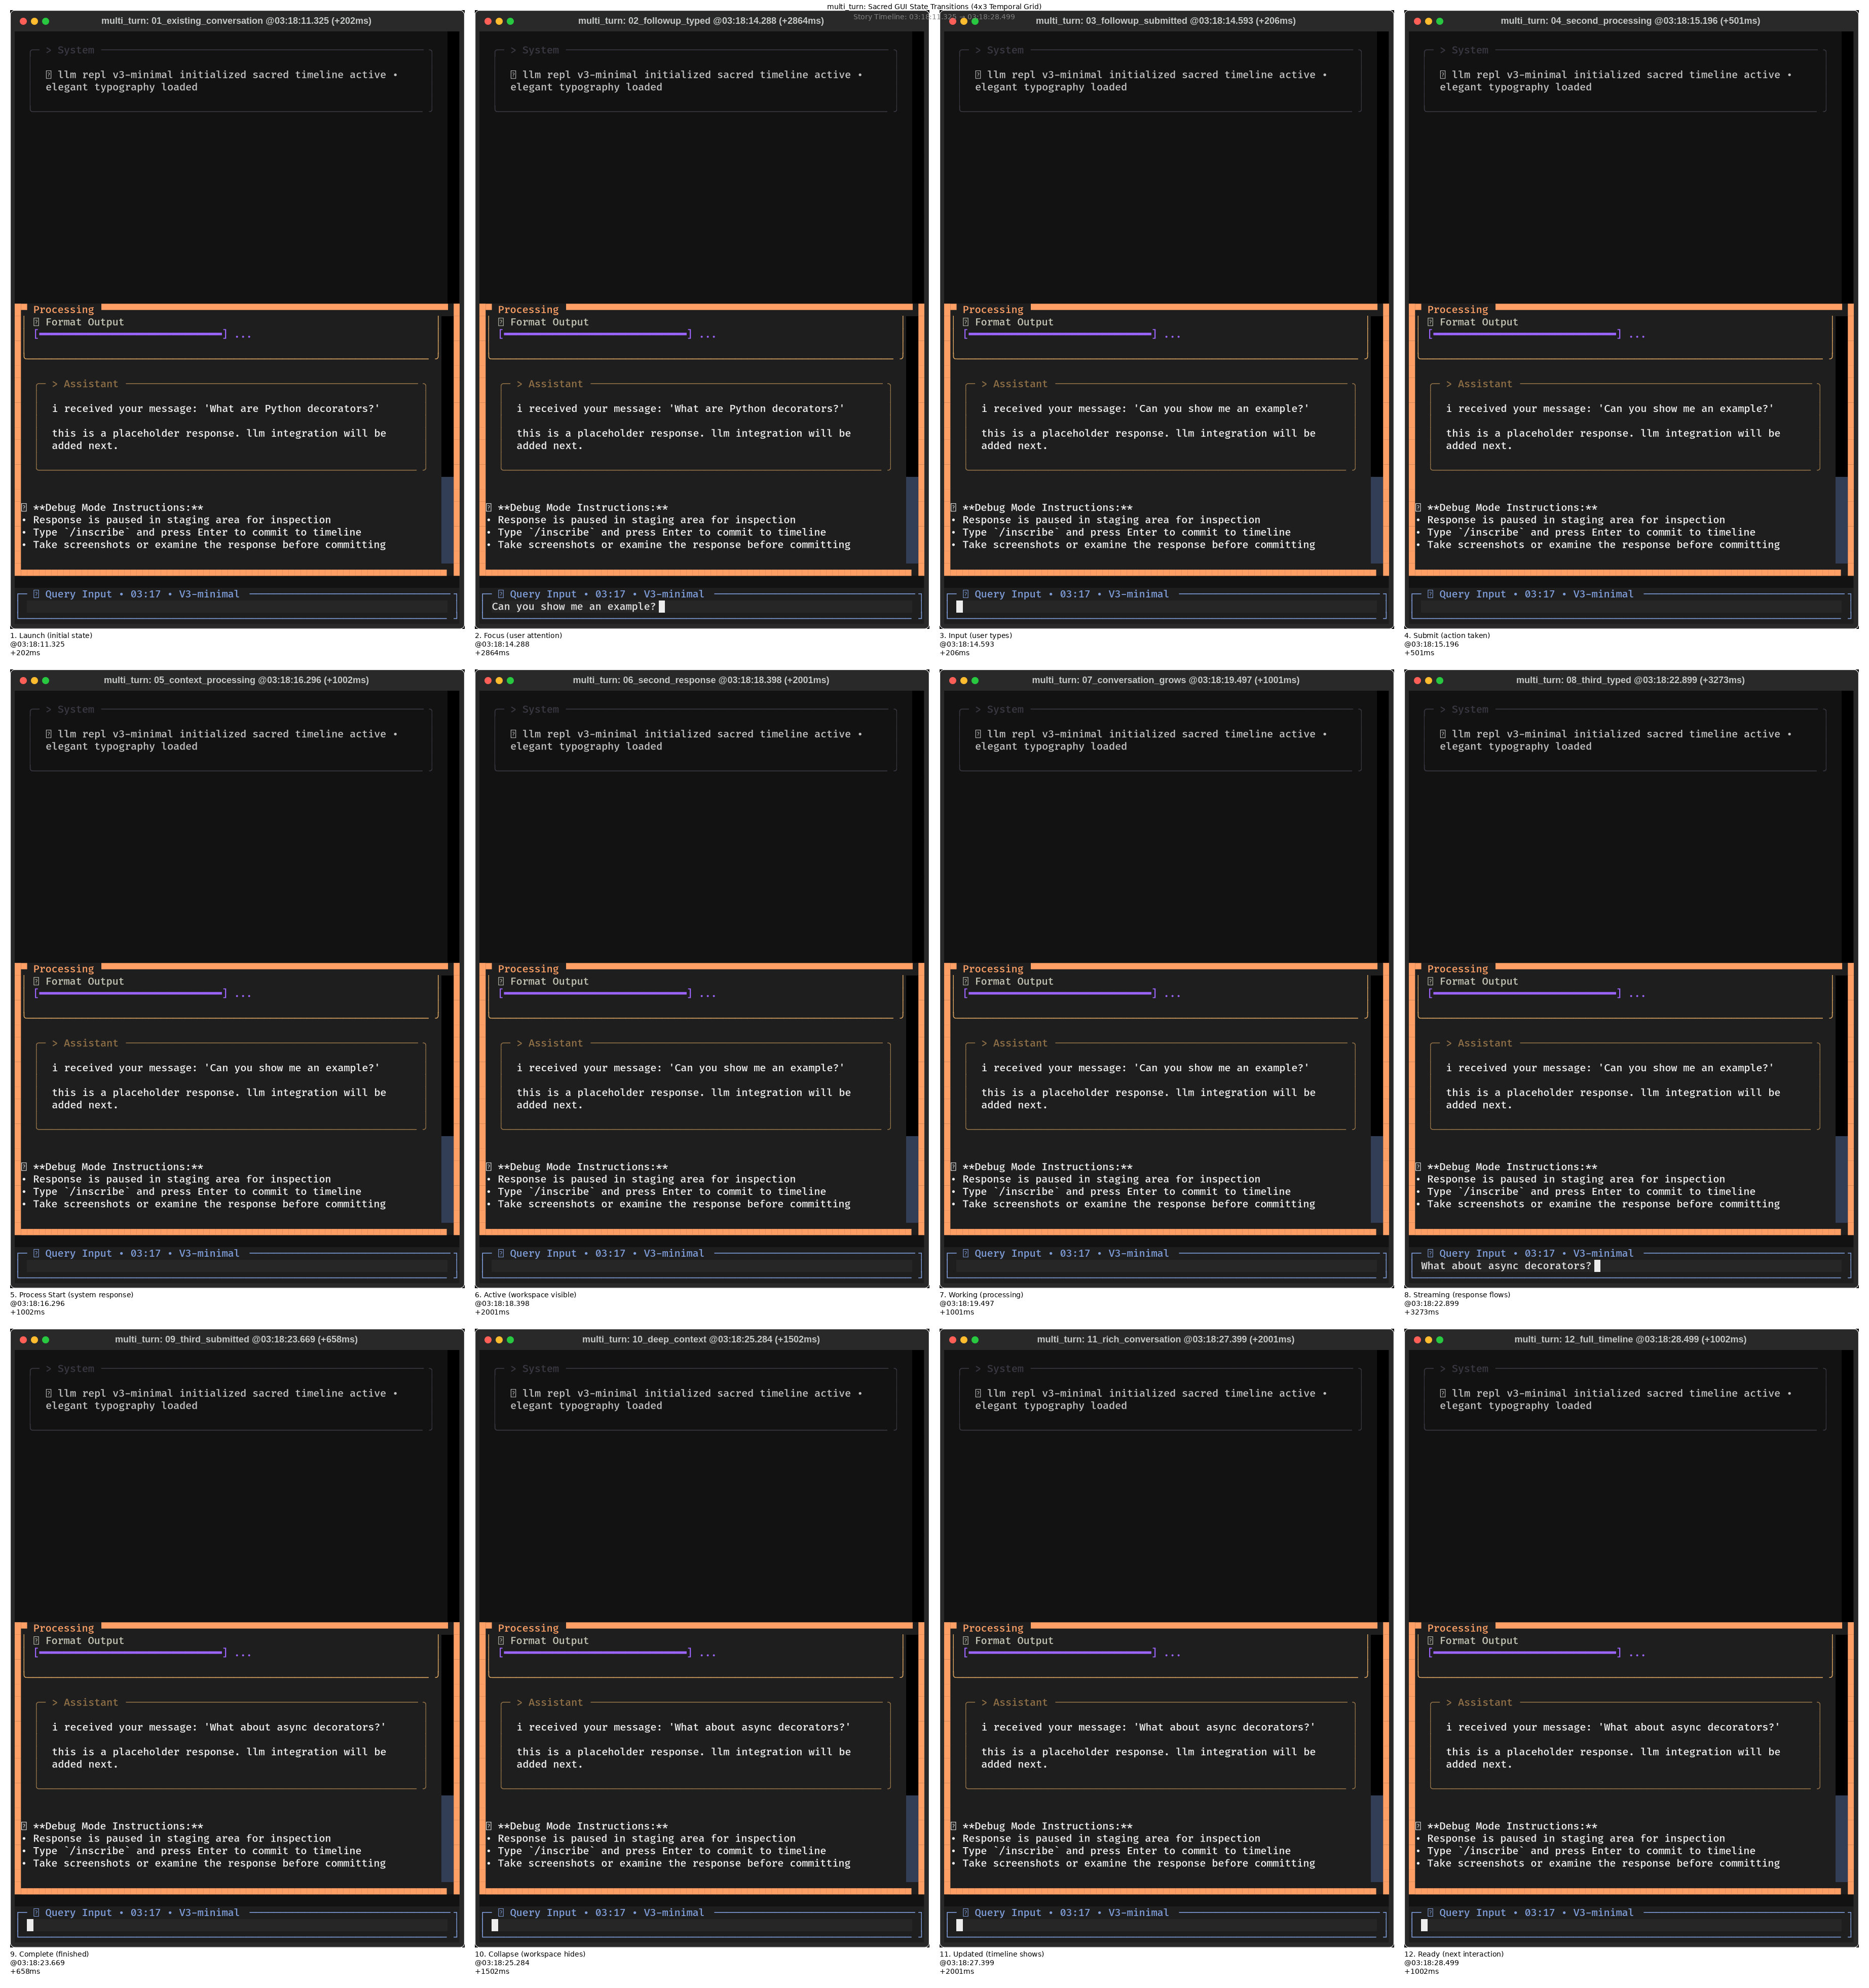 multi_turn: Sacred GUI State Transitions (4x3 Temporal Grid)
multi_turn: 01_existing_conversation @03:18:11.325 (+202ms)
> System
llm repl v3-minimal initialized sacred timeline active •
elegant typography loaded
Processing
Format Output
[━━━━━━━━━━━━━━━━━━━━━━━━━━━━━━] ...
> Assistant
i received your message: 'What are Python decorators?'
this is a placeholder response. llm integration will be
added next.
**Debug Mode Instructions:**
• Response is paused in staging area for inspection
• Type `/inscribe` and press Enter to commit to timeline
• Take screenshots or examine the response before committing
Query Input • 03:17 • V3-minimal
1. Launch (initial state)
@03:18:11.325
+202ms
multi_turn: 02_followup_typed @03:18:14.288 (+2864ms)
> System
llm repl v3-minimal initialized sacred timeline active •
elegant typography loaded
Processing
Format Output
[━━━━━━━━━━━━━━━━━━━━━━━━━━━━━━] ...
> Assistant
i received your message: 'What are Python decorators?'
this is a placeholder response. llm integration will be
added next.
**Debug Mode Instructions:**
• Response is paused in staging area for inspection
• Type `/inscribe` and press Enter to commit to timeline
• Take screenshots or examine the response before committing
Query Input • 03:17 • V3-minimal
Can you show me an example?
2. Focus (user attention)
@03:18:14.288
+2864ms
multi_turn: 03_followup_submitted @03:18:14.593 (+206ms)
> System
llm repl v3-minimal initialized sacred timeline active •
elegant typography loaded
Processing
Format Output
[━━━━━━━━━━━━━━━━━━━━━━━━━━━━━━] ...
> Assistant
i received your message: 'Can you show me an example?'
this is a placeholder response. llm integration will be
added next.
**Debug Mode Instructions:**
• Response is paused in staging area for inspection
• Type `/inscribe` and press Enter to commit to timeline
• Take screenshots or examine the response before committing
Query Input • 03:17 • V3-minimal
3. Input (user types)
@03:18:14.593
+206ms
multi_turn: 04_second_processing @03:18:15.196 (+501ms)
> System
llm repl v3-minimal initialized sacred timeline active •
elegant typography loaded
Processing
Format Output
[━━━━━━━━━━━━━━━━━━━━━━━━━━━━━━] ...
> Assistant
i received your message: 'Can you show me an example?'
this is a placeholder response. llm integration will be
added next.
**Debug Mode Instructions:**
• Response is paused in staging area for inspection
• Type `/inscribe` and press Enter to commit to timeline
• Take screenshots or examine the response before committing
Query Input • 03:17 • V3-minimal
4. Submit (action taken)
@03:18:15.196
+501ms
multi_turn: 05_context_processing @03:18:16.296 (+1002ms)
> System
llm repl v3-minimal initialized sacred timeline active •
elegant typography loaded
Processing
Format Output
[━━━━━━━━━━━━━━━━━━━━━━━━━━━━━━] ...
> Assistant
i received your message: 'Can you show me an example?'
this is a placeholder response. llm integration will be
added next.
**Debug Mode Instructions:**
• Response is paused in staging area for inspection
• Type `/inscribe` and press Enter to commit to timeline
• Take screenshots or examine the response before committing
Query Input • 03:17 • V3-minimal
5. Process Start (system response)
@03:18:16.296
+1002ms
multi_turn: 06_second_response @03:18:18.398 (+2001ms)
> System
llm repl v3-minimal initialized sacred timeline active •
elegant typography loaded
Processing
Format Output
[━━━━━━━━━━━━━━━━━━━━━━━━━━━━━━] ...
> Assistant
i received your message: 'Can you show me an example?'
this is a placeholder response. llm integration will be
added next.
**Debug Mode Instructions:**
• Response is paused in staging area for inspection
• Type `/inscribe` and press Enter to commit to timeline
• Take screenshots or examine the response before committing
Query Input • 03:17 • V3-minimal
6. Active (workspace visible)
@03:18:18.398
+2001ms
multi_turn: 07_conversation_grows @03:18:19.497 (+1001ms)
> System
llm repl v3-minimal initialized sacred timeline active •
elegant typography loaded
Processing
Format Output
[━━━━━━━━━━━━━━━━━━━━━━━━━━━━━━] ...
> Assistant
i received your message: 'Can you show me an example?'
this is a placeholder response. llm integration will be
added next.
**Debug Mode Instructions:**
• Response is paused in staging area for inspection
• Type `/inscribe` and press Enter to commit to timeline
• Take screenshots or examine the response before committing
Query Input • 03:17 • V3-minimal
7. Working (processing)
@03:18:19.497
+1001ms
multi_turn: 08_third_typed @03:18:22.899 (+3273ms)
> System
llm repl v3-minimal initialized sacred timeline active •
elegant typography loaded
Processing
Format Output
[━━━━━━━━━━━━━━━━━━━━━━━━━━━━━━] ...
> Assistant
i received your message: 'Can you show me an example?'
this is a placeholder response. llm integration will be
added next.
**Debug Mode Instructions:**
• Response is paused in staging area for inspection
• Type `/inscribe` and press Enter to commit to timeline
• Take screenshots or examine the response before committing
Query Input • 03:17 • V3-minimal
What about async decorators?
8. Streaming (response flows)
@03:18:22.899
+3273ms
multi_turn: 09_third_submitted @03:18:23.669 (+658ms)
> System
llm repl v3-minimal initialized sacred timeline active •
elegant typography loaded
Processing
Format Output
[━━━━━━━━━━━━━━━━━━━━━━━━━━━━━━] ...
> Assistant
i received your message: 'What about async decorators?'
this is a placeholder response. llm integration will be
added next.
**Debug Mode Instructions:**
• Response is paused in staging area for inspection
• Type `/inscribe` and press Enter to commit to timeline
• Take screenshots or examine the response before committing
Query Input • 03:17 • V3-minimal
9. Complete (finished)
@03:18:23.669
+658ms
multi_turn: 10_deep_context @03:18:25.284 (+1502ms)
> System
llm repl v3-minimal initialized sacred timeline active •
elegant typography loaded
Processing
Format Output
[━━━━━━━━━━━━━━━━━━━━━━━━━━━━━━] ...
> Assistant
i received your message: 'What about async decorators?'
this is a placeholder response. llm integration will be
added next.
**Debug Mode Instructions:**
• Response is paused in staging area for inspection
• Type `/inscribe` and press Enter to commit to timeline
• Take screenshots or examine the response before committing
Query Input • 03:17 • V3-minimal
10. Collapse (workspace hides)
@03:18:25.284
+1502ms
multi_turn: 11_rich_conversation @03:18:27.399 (+2001ms)
> System
llm repl v3-minimal initialized sacred timeline active •
elegant typography loaded
Processing
Format Output
[━━━━━━━━━━━━━━━━━━━━━━━━━━━━━━] ...
> Assistant
i received your message: 'What about async decorators?'
this is a placeholder response. llm integration will be
added next.
**Debug Mode Instructions:**
• Response is paused in staging area for inspection
• Type `/inscribe` and press Enter to commit to timeline
• Take screenshots or examine the response before committing
Query Input • 03:17 • V3-minimal
11. Updated (timeline shows)
@03:18:27.399
+2001ms
multi_turn: 12_full_timeline @03:18:28.499 (+1002ms)
> System
llm repl v3-minimal initialized sacred timeline active •
elegant typography loaded
Processing
Format Output
[━━━━━━━━━━━━━━━━━━━━━━━━━━━━━━] ...
> Assistant
i received your message: 'What about async decorators?'
this is a placeholder response. llm integration will be
added next.
**Debug Mode Instructions:**
• Response is paused in staging area for inspection
• Type `/inscribe` and press Enter to commit to timeline
• Take screenshots or examine the response before committing
Query Input • 03:17 • V3-minimal
12. Ready (next interaction)
@03:18:28.499
+1002ms